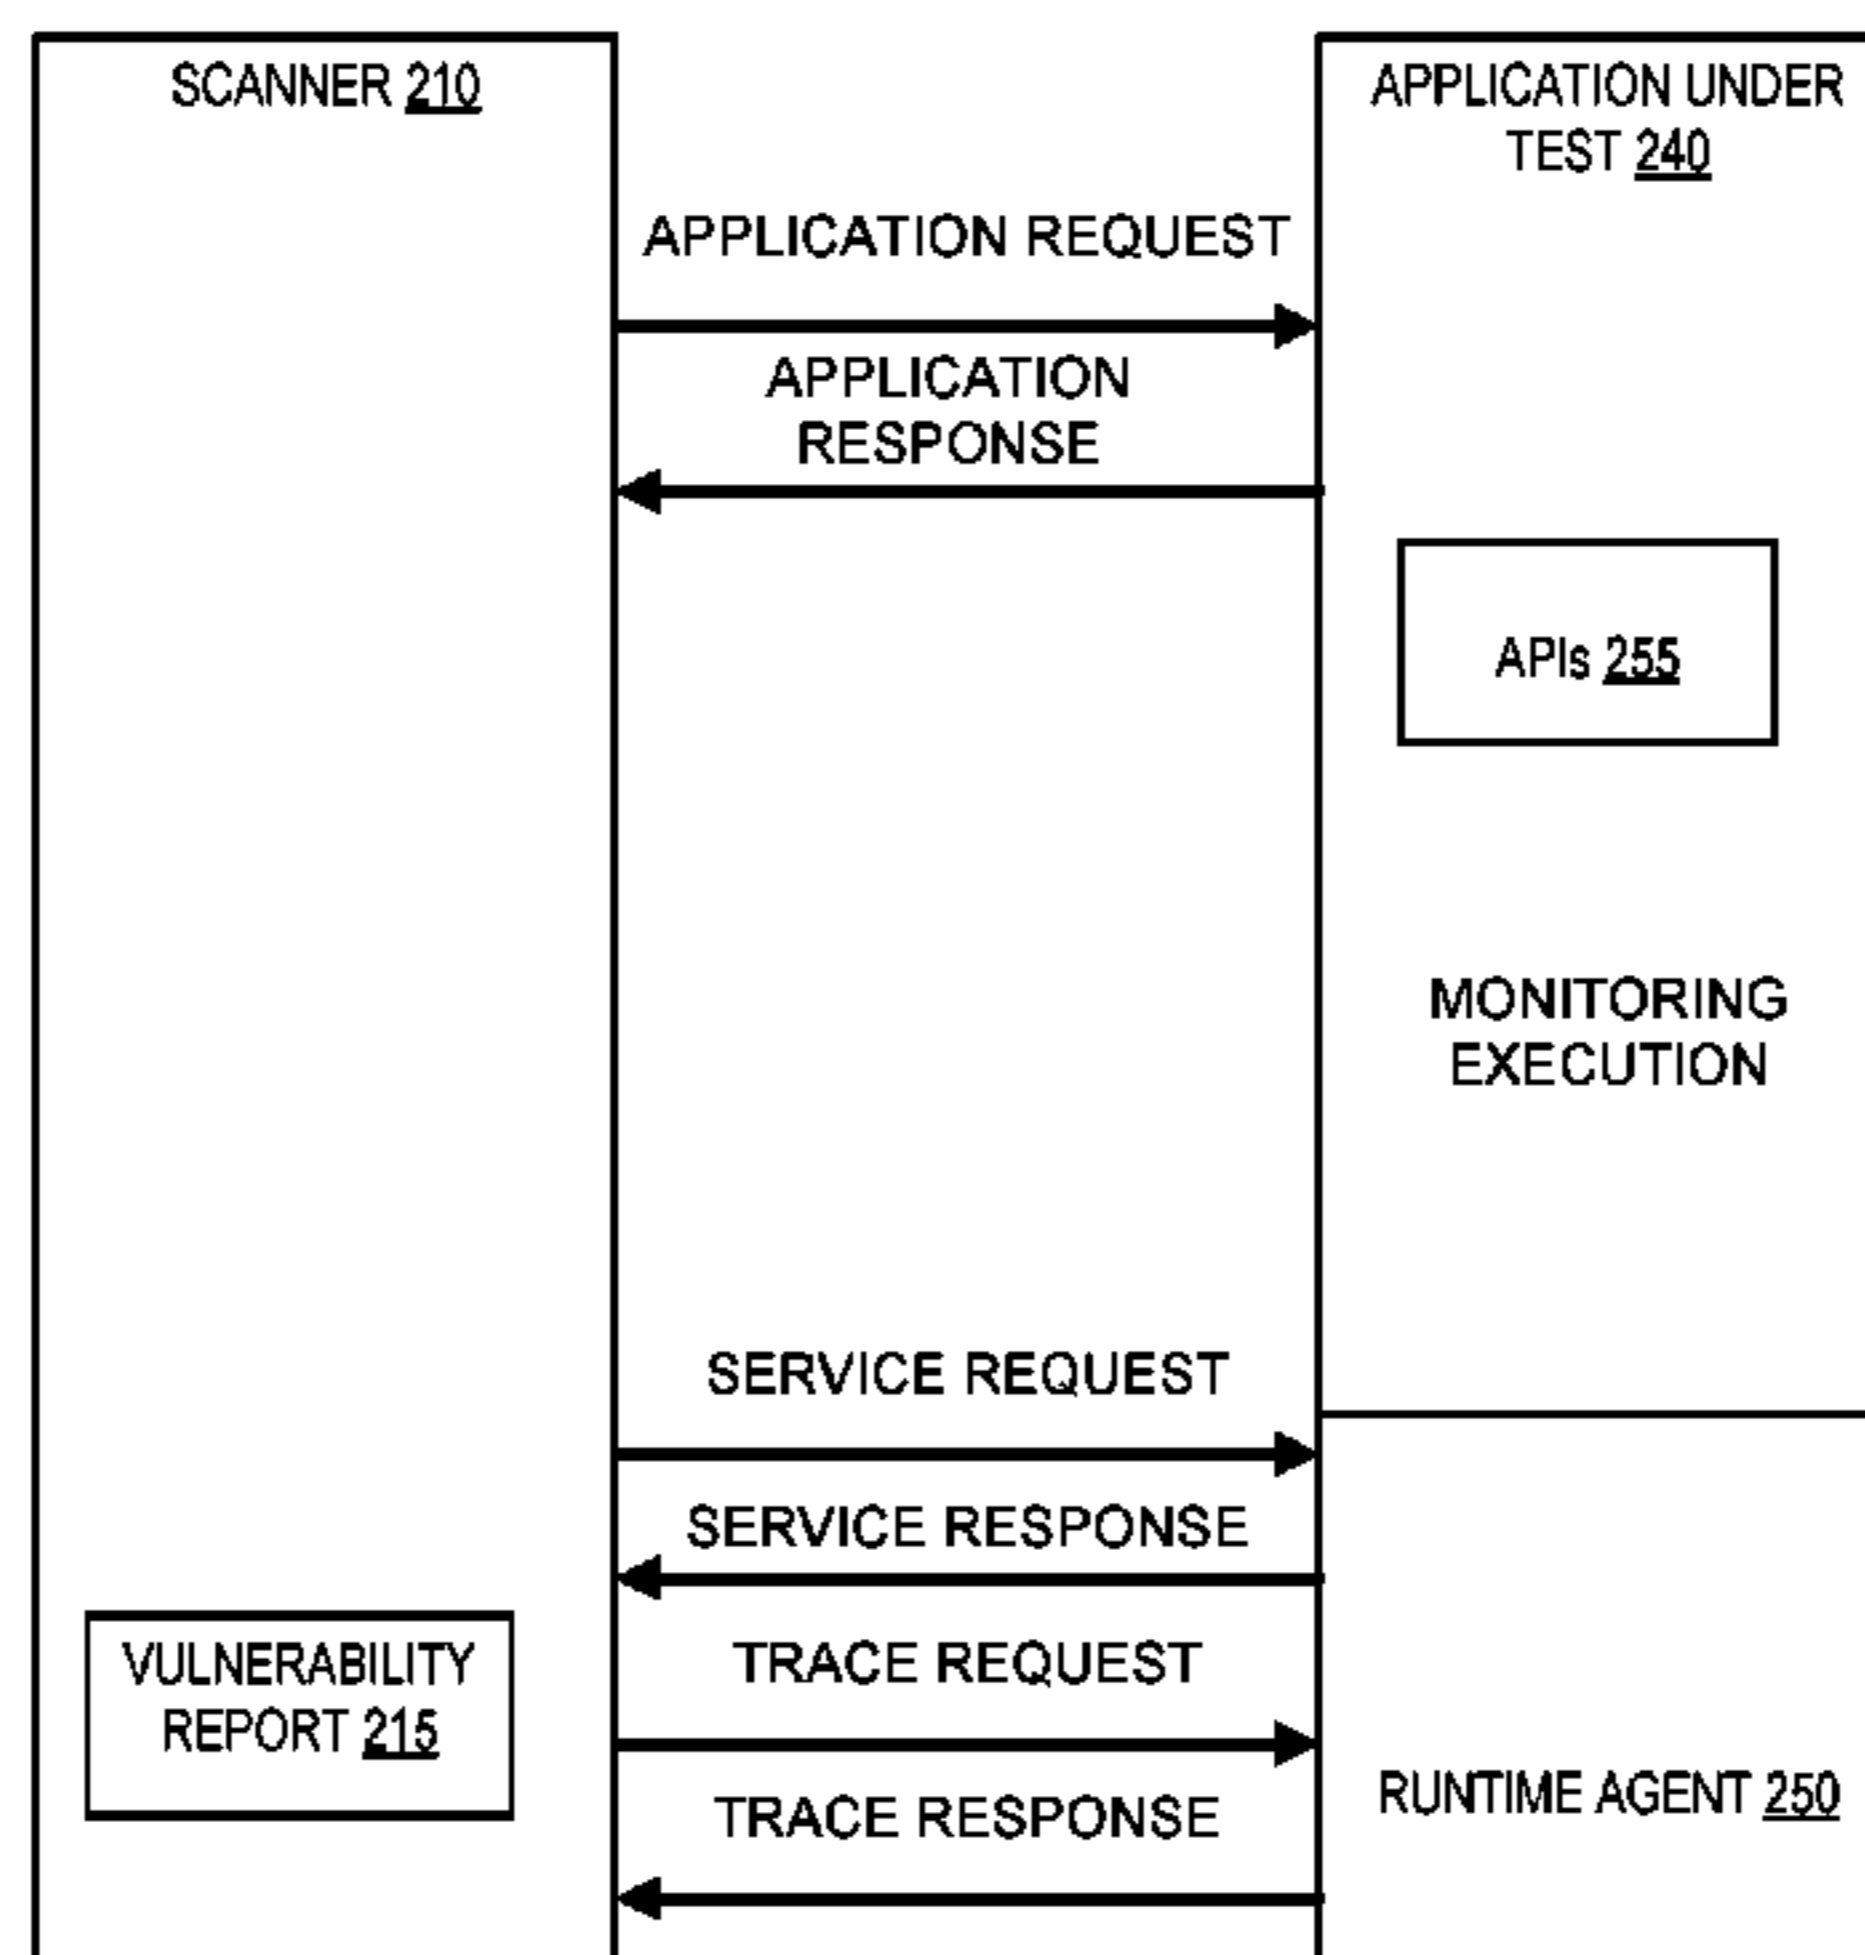 SCANNER 210
APPLICATION UNDER
TEST 240
APPLICATION REQUEST
APPLICATION
RESPONSE
APIs 255
MONITORING
EXECUTION
SERVICE REQUEST
SERVICE RESPONSE
VULNERABILITY
REPORT 215
TRACE REQUEST
TRACE RESPONSE
RUNTIME AGENT 250